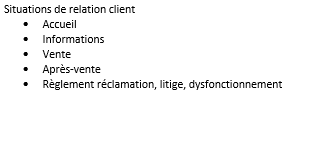 Situations de relation client
• Accueil
• Informations
• Vente
• Après-vente
• Règlement réclamation, litige, dysfonctionnement